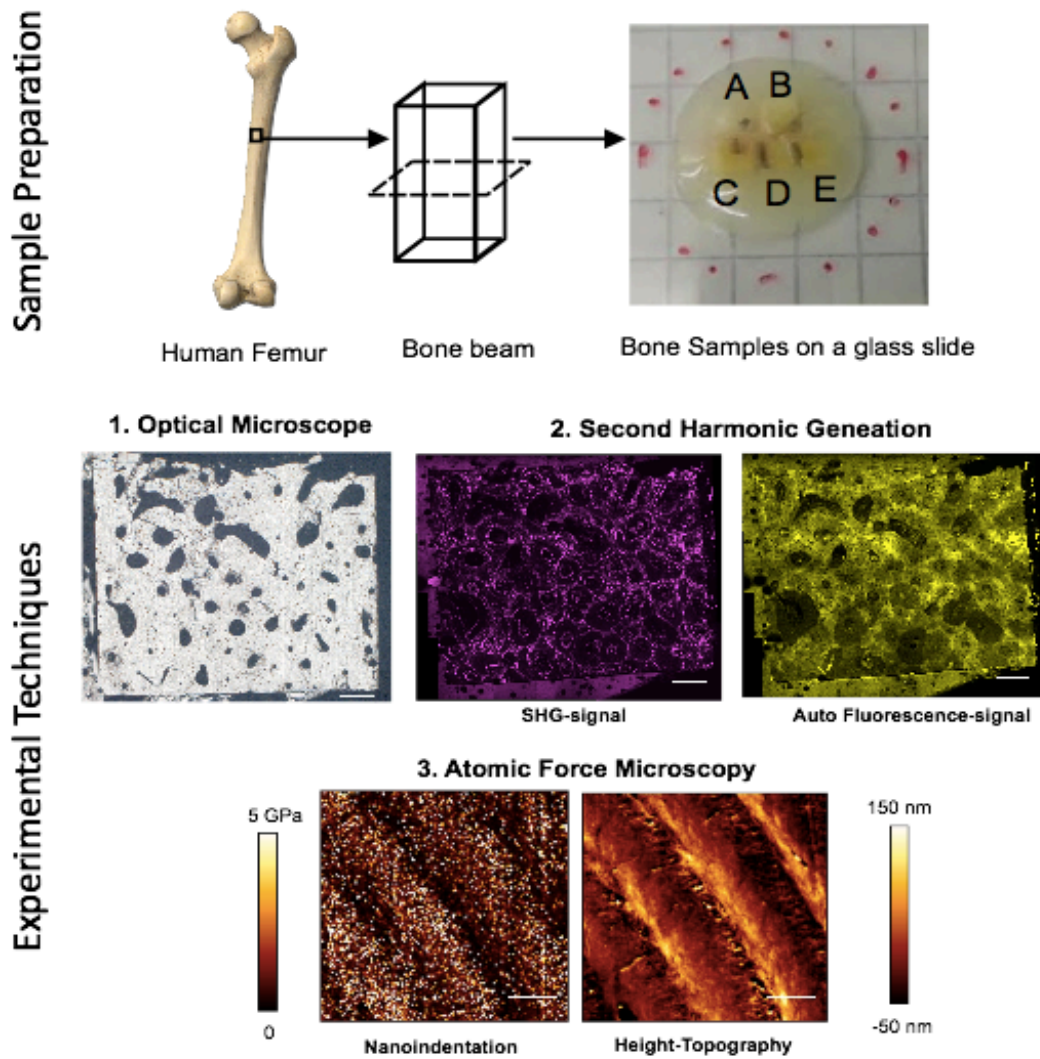 Sample Preparation
A B
C D E
Human Femur
Bone beam
Bone Samples on a glass slide
Experimental Techniques
1. Optical Microscope
2. Second Harmonic Geneation
SHG-signal
Auto Fluorescence-signal
3. Atomic Force Microscopy
5 GPa
0
150 nm
-50 nm
Nanoindentation
Height-Topography